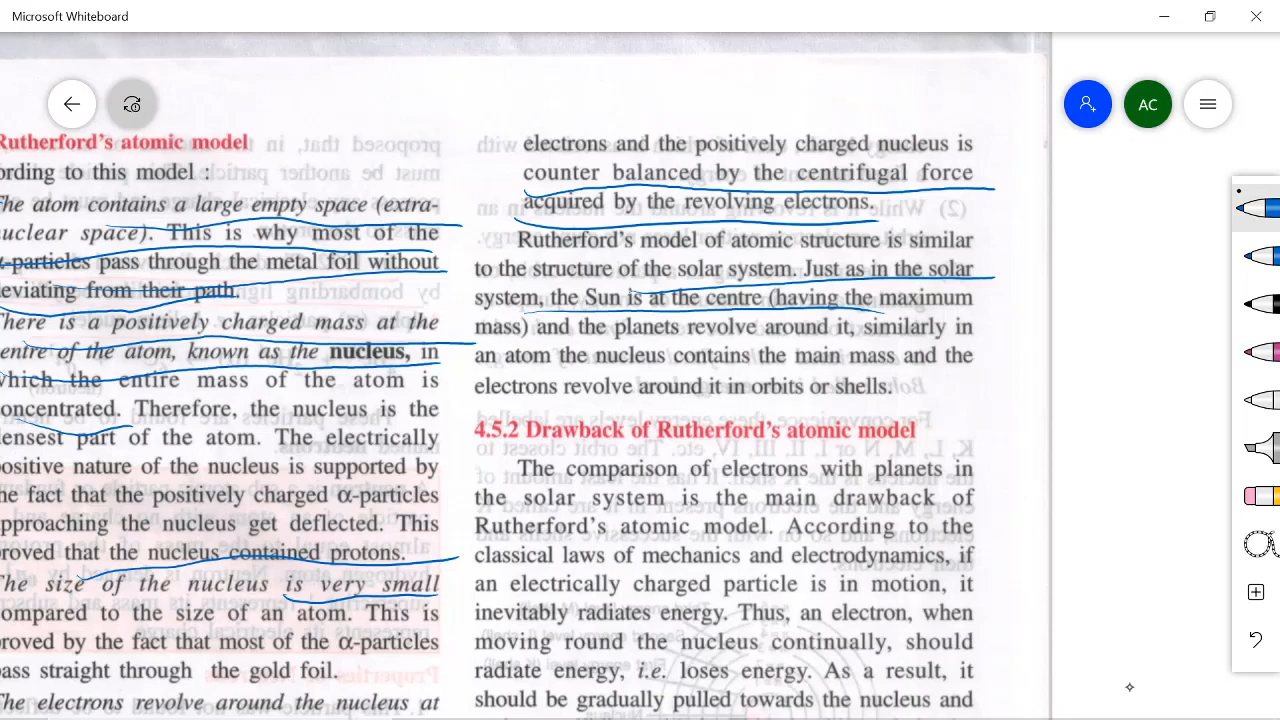 Microsoft Whiteboard
AC
Rutherford's atomic model
ording to this model :
he atom contains a large empty space (extra-
uclear space). This is why most of the
-particles pass through the metal foil without
eviating from their path.
here is a positively charged mass at the
entre of the atom, known as the nucleus, in
which the entire mass of the atom is
oncentrated. Therefore, the nucleus is the
ensest part of the atom. The electrically
ositive nature of the nucleus is supported by
he fact that the positively charged α-particles
pproaching the nucleus get deflected. This
roved that the nucleus contained protons.
he size of the nucleus is very small
ompared to the size of an atom. This is
roved by the fact that most of the α-particles
ass straight through the gold foil.
he electrons revolve around the nucleus at
electrons and the positively charged nucleus is
counter balanced by the centrifugal force
acquired by the revolving electrons.
Rutherford's model of atomic structure is similar
to the structure of the solar system. Just as in the solar
system, the Sun is at the centre (having the maximum
mass) and the planets revolve around it, similarly in
an atom the nucleus contains the main mass and the
electrons revolve around it in orbits or shells.
4.5.2 Drawback of Rutherford's atomic model
The comparison of electrons with planets in
the solar system is the main drawback of
Rutherford's atomic model. According to the
classical laws of mechanics and electrodynamics, if
an electrically charged particle is in motion, it
inevitably radiates energy. Thus, an electron, when
moving round the nucleus continually, should
radiate energy, i.e. loses energy. As a result, it
should be gradually pulled towards the nucleus and